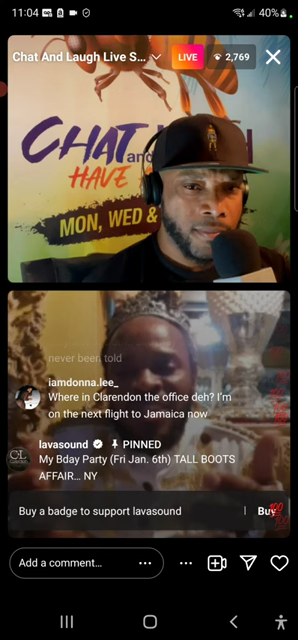 11:04
40%
Chat And Laugh Live S...
LIVE
2,769
CHAT and
HAVE
MON, WED &
never been told
iamdonna.lee_
Where in Clarendon the office deh? I'm
on the next flight to Jamaica now
lavasound PINNED
My Bday Party (Fri Jan. 6th) TALL BOOTS
AFFAIR... NY
Buy a badge to support lavasound
Buy
Add a comment...